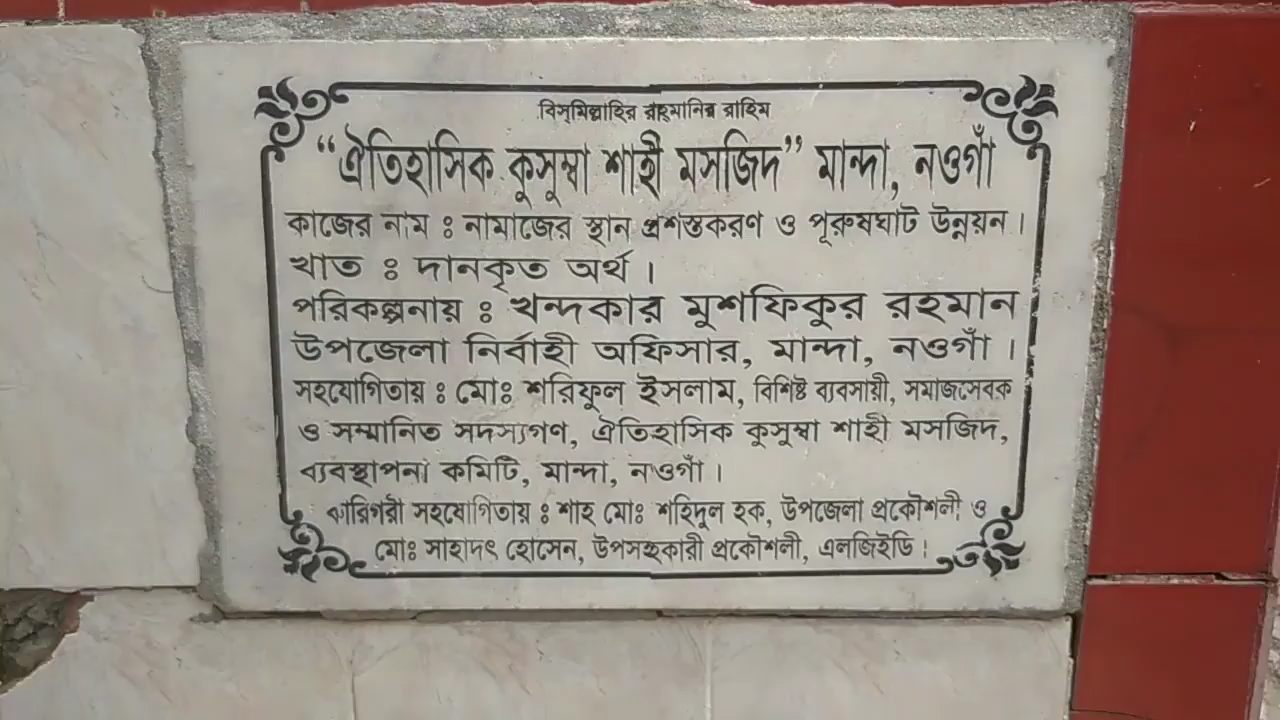 বিস্‌মিল্লাহির রাহ্‌মানির রাহিম
“ঐতিহাসিক কুসুম্বা শাহী মসজিদ” মান্দা, নওগাঁ
কাজের নাম ঃ নামাজের স্থান প্রশস্তকরণ ও পূরুষঘাট উন্নয়ন ।
খাত ঃ দানকৃত অর্থ ।
পরিকল্পনায় ঃ খন্দকার মুশফিকুর রহমান
উপজেলা নির্বাহী অফিসার, মান্দা, নওগাঁ ।
সহযোগিতায় ঃ মোঃ শরিফুল ইসলাম, বিশিষ্ট ব্যবসায়ী, সমাজসেবক
ও সম্মানিত সদস্যগণ, ঐতিহাসিক কুসুম্বা শাহী মসজিদ,
ব্যবস্থাপনা কমিটি, মান্দা, নওগাঁ ।
কারিগরী সহযোগিতায় ঃ শাহ মোঃ শহিদুল হক, উপজেলা প্রকৌশলী ও
মোঃ সাহাদৎ হোসেন, উপসহকারী প্রকৌশলী, এলজিইডি ।